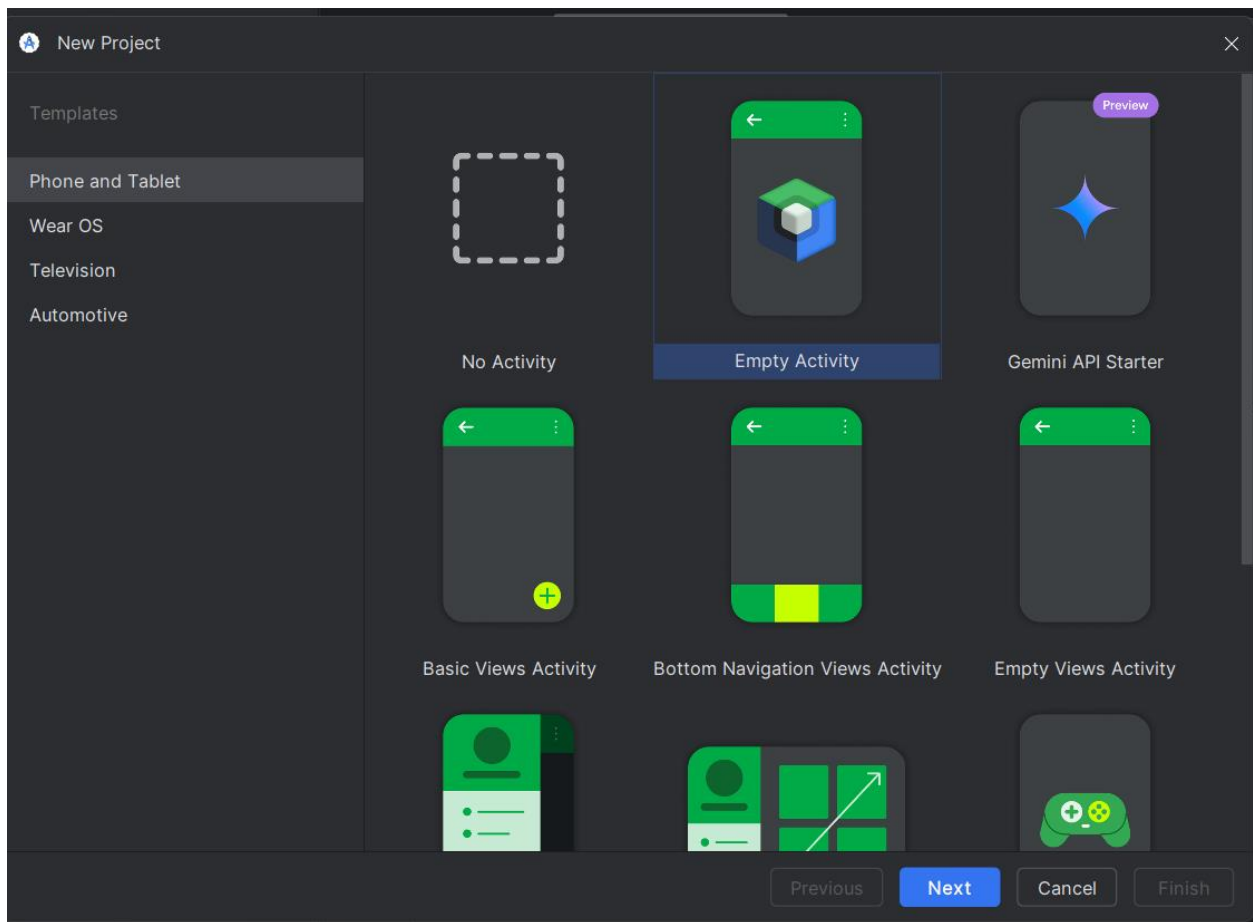 New Project
Templates
Phone and Tablet
Wear OS
Television
Automotive
No Activity
Empty Activity
Preview
Gemini API Starter
Basic Views Activity
Bottom Navigation Views Activity
Empty Views Activity
Previous
Next
Cancel
Finish